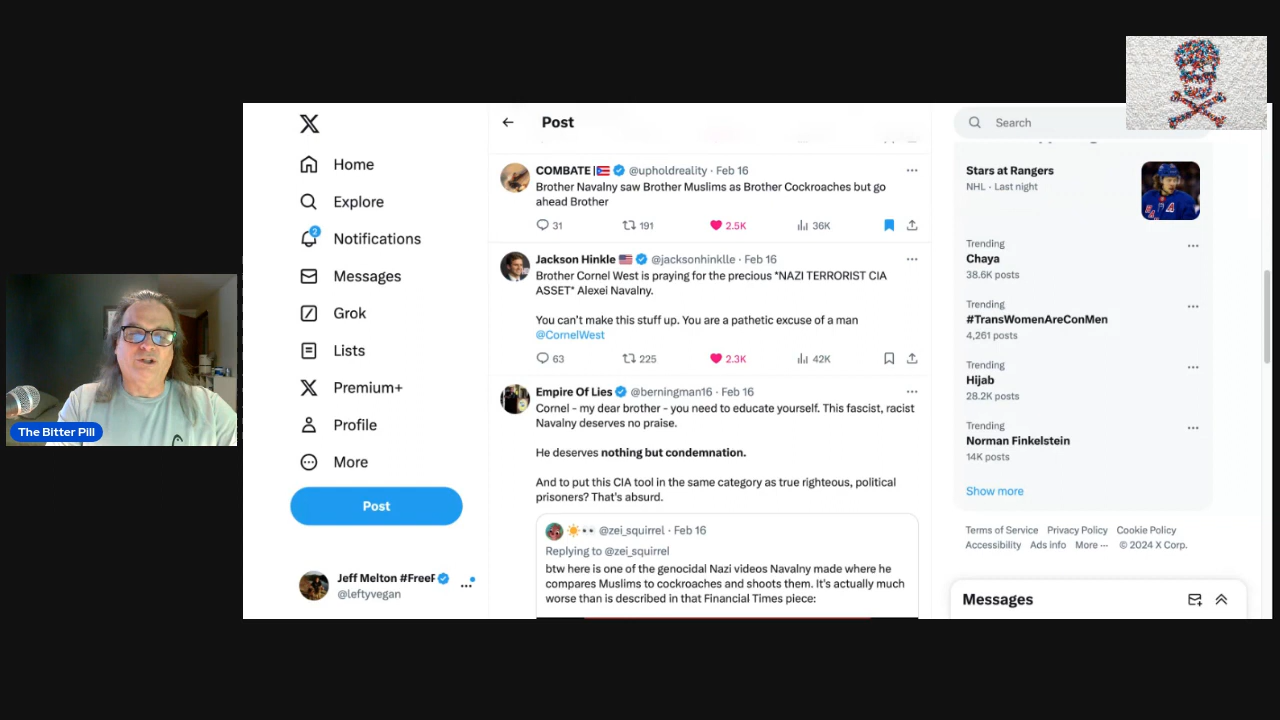 Post
Search
Home
Explore
2
Notifications
Messages
Grok
Lists
Premium+
Profile
More
Post
Jeff Melton #FreeF
@leftyvegan
The Bitter Pill
COMBATE | @upholdreality · Feb 16
Brother Navalny saw Brother Muslims as Brother Cockroaches but go
ahead Brother
31 191 2.5K 36K
Jackson Hinkle @jacksonhinklle · Feb 16
Brother Cornel West is praying for the precious *NAZI TERRORIST CIA
ASSET* Alexei Navalny.
You can't make this stuff up. You are a pathetic excuse of a man
@CornelWest
63 225 2.3K 42K
Empire Of Lies @berningman16 · Feb 16
Cornel - my dear brother - you need to educate yourself. This fascist, racist
Navalny deserves no praise.
He deserves nothing but condemnation.
And to put this CIA tool in the same category as true righteous, political
prisoners? That's absurd.
@zei_squirrel · Feb 16
Replying to @zei_squirrel
btw here is one of the genocidal Nazi videos Navalny made where he
compares Muslims to cockroaches and shoots them. It's actually much
worse than is described in that Financial Times piece:
Stars at Rangers
NHL · Last night
Trending
Chaya
38.6K posts
Trending
#TransWomenAreConMen
4,261 posts
Trending
Hijab
28.2K posts
Trending
Norman Finkelstein
14K posts
Show more
Terms of Service Privacy Policy Cookie Policy
Accessibility Ads info More ··· © 2024 X Corp.
Messages